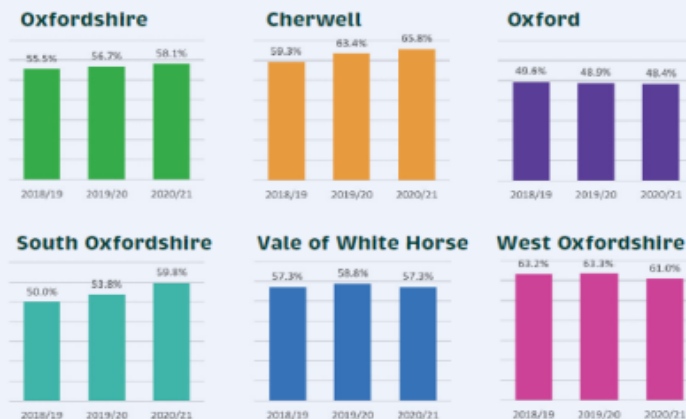 Oxfordshire
55.5% 56.7% 58.1%
2018/19 2019/20 2020/21
Cherwell
59.3% 63.4% 65.8%
2018/19 2019/20 2020/21
Oxford
49.6% 48.9% 48.4%
2018/19 2019/20 2020/21
South Oxfordshire
50.0% 53.8% 59.8%
2018/19 2019/20 2020/21
Vale of White Horse
57.3% 58.8% 57.3%
2018/19 2019/20 2020/21
West Oxfordshire
63.2% 63.3% 61.0%
2018/19 2019/20 2020/21